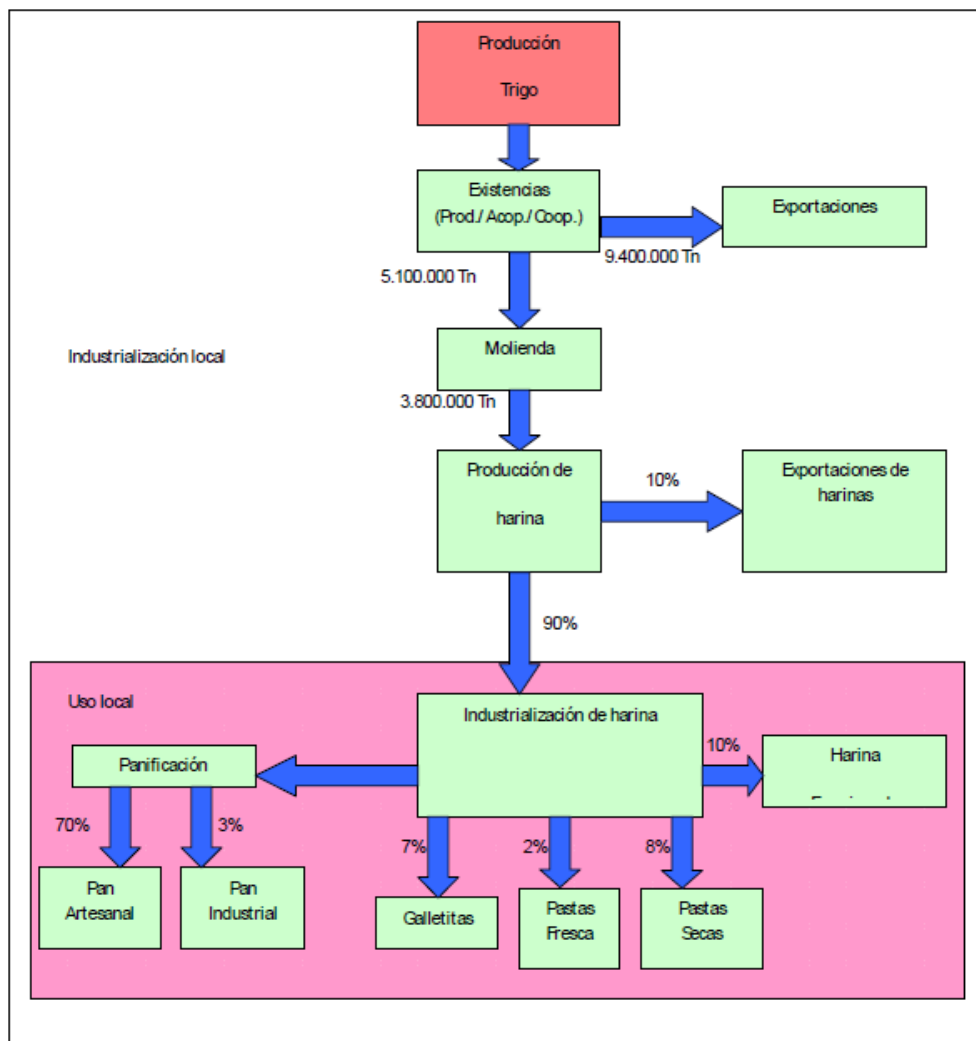 Producción
Trigo
Existencias
(Prod./ Acop./ Coop.)
Exportaciones
9.400.000 Tn
5.100.000 Tn
Molienda
Industrialización local
3.800.000 Tn
Producción de
harina
10%
Exportaciones de
harinas
90%
Uso local
Industrialización de harina
Panificación
10%
Harina
70%
3%
7%
2%
8%
Pan
Artesanal
Pan
Industrial
Galletitas
Pastas
Fresca
Pastas
Secas